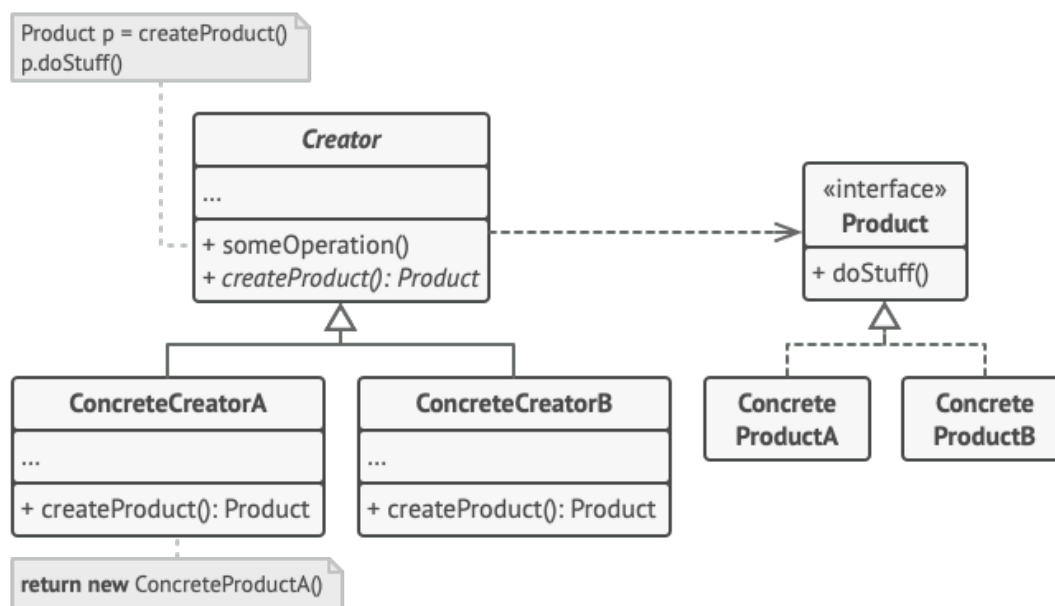 Product p = createProduct()
p.doStuff()
Creator
...
+ someOperation()
+ createProduct(): Product
«interface»
Product
+ doStuff()
ConcreteCreatorA
...
+ createProduct(): Product
ConcreteCreatorB
...
+ createProduct(): Product
Concrete
ProductA
Concrete
ProductB
return new ConcreteProductA()